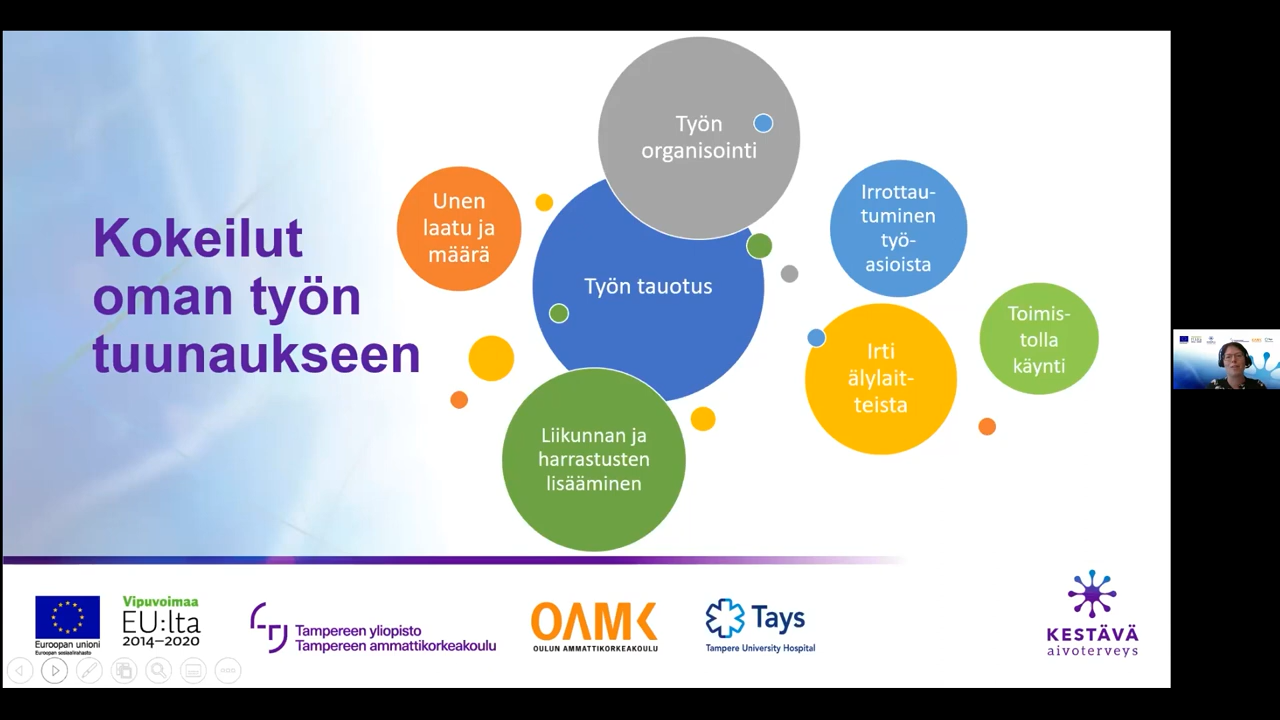 Kokeilut
oman työn
tuunaukseen
Työn
organisointi
Unen
laatu ja
määrä
Irrottau-
tuminen
työ-
asioista
Työn tauotus
Toimis-
tolla
käynti
Irti
älylait-
teista
Liikunnan ja
harrastusten
lisääminen
Euroopan unioni
Euroopan sosiaalirahasto
Vipuvoimaa
EU:lta
2014–2020
Tampereen yliopisto
Tampereen ammattikorkeakoulu
OAMK
OULUN AMMATTIKORKEAKOULU
Tays
Tampere University Hospital
KESTÄVÄ
aivoterveys